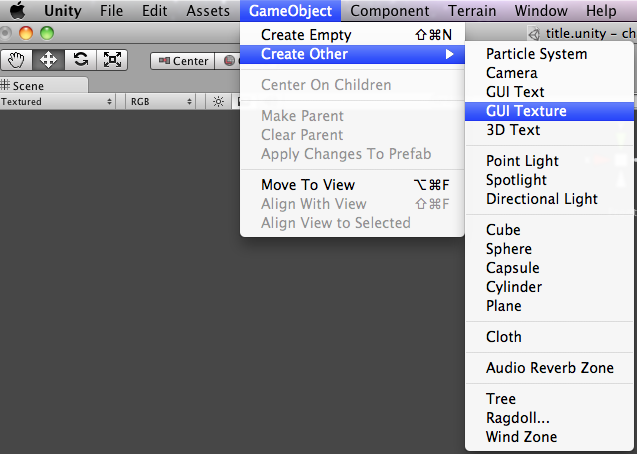 Unity File Edit Assets GameObject Component Terrain Window Help
title.unity – ch
Center
Scene
Textured
RGB
Create Empty ⇧⌘N
Create Other
Center On Children
Make Parent
Clear Parent
Apply Changes To Prefab
Move To View ⌥⌘F
Align With View ⇧⌘F
Align View to Selected
Particle System
Camera
GUI Text
GUI Texture
3D Text
Point Light
Spotlight
Directional Light
Cube
Sphere
Capsule
Cylinder
Plane
Cloth
Audio Reverb Zone
Tree
Ragdoll...
Wind Zone